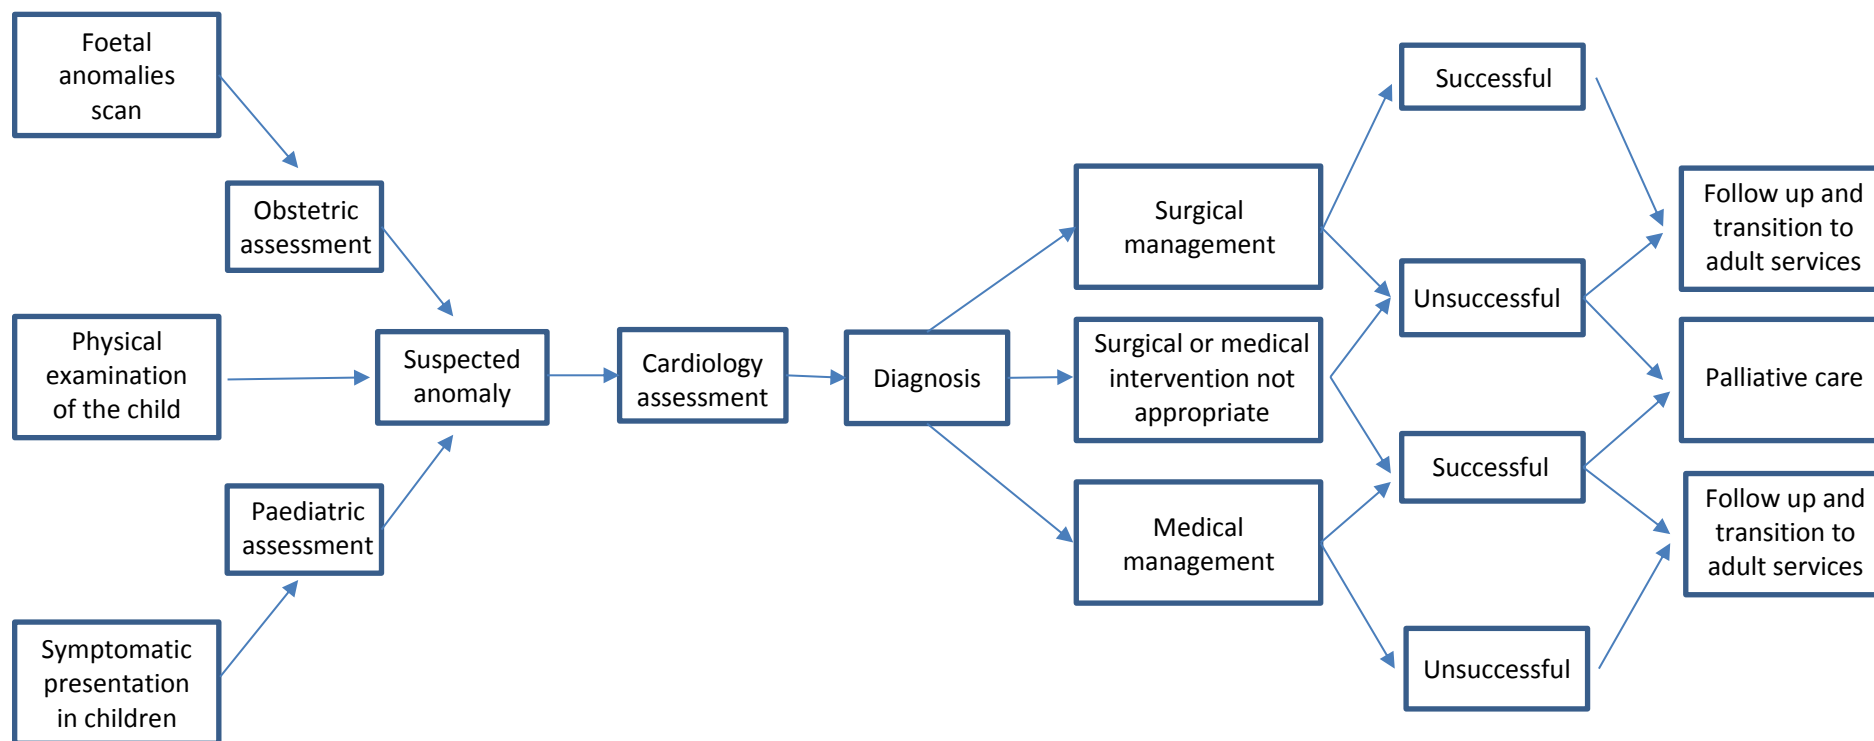 Foetal
anomalies
scan
Obstetric
assessment
Physical
examination
of the child
Suspected
anomaly
Paediatric
assessment
Symptomatic
presentation
in children
Cardiology
assessment
Diagnosis
Surgical
management
Surgical or medical
intervention not
appropriate
Medical
management
Successful
Unsuccessful
Successful
Unsuccessful
Follow up and
transition to
adult services
Palliative care
Follow up and
transition to
adult services